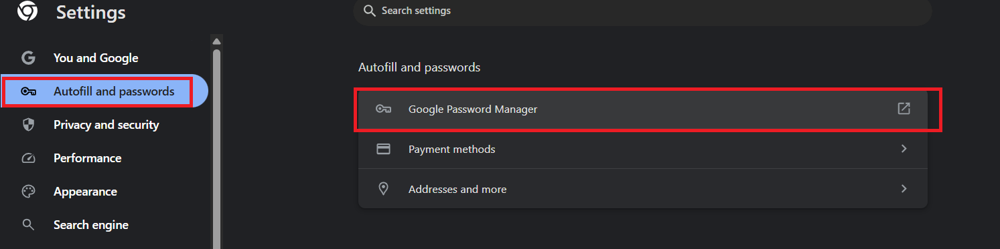 Settings
Search settings
You and Google
Autofill and passwords
Privacy and security
Performance
Appearance
Search engine
Autofill and passwords
Google Password Manager
Payment methods
Addresses and more